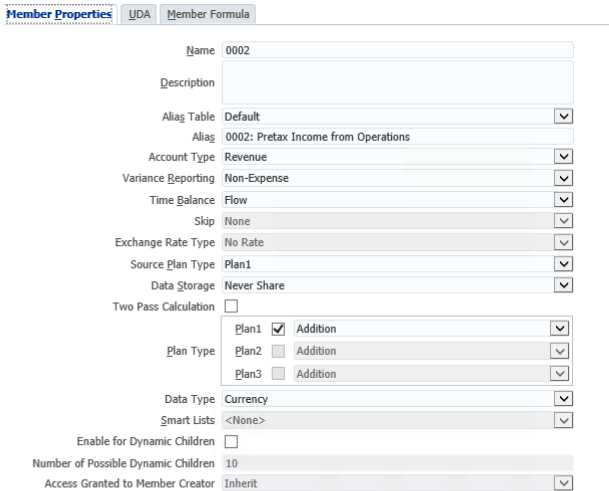 Member Properties UDA Member Formula
Name 0002
Description
Alias Table Default
Alias 0002: Pretax Income from Operations
Account Type Revenue
Variance Reporting Non-Expense
Time Balance Flow
Skip None
Exchange Rate Type No Rate
Source Plan Type Plan1
Data Storage Never Share
Two Pass Calculation
Plan1 Addition
Plan Type Plan2 Addition
Plan3 Addition
Data Type Currency
Smart Lists <None>
Enable for Dynamic Children
Number of Possible Dynamic Children 10
Access Granted to Member Creator Inherit